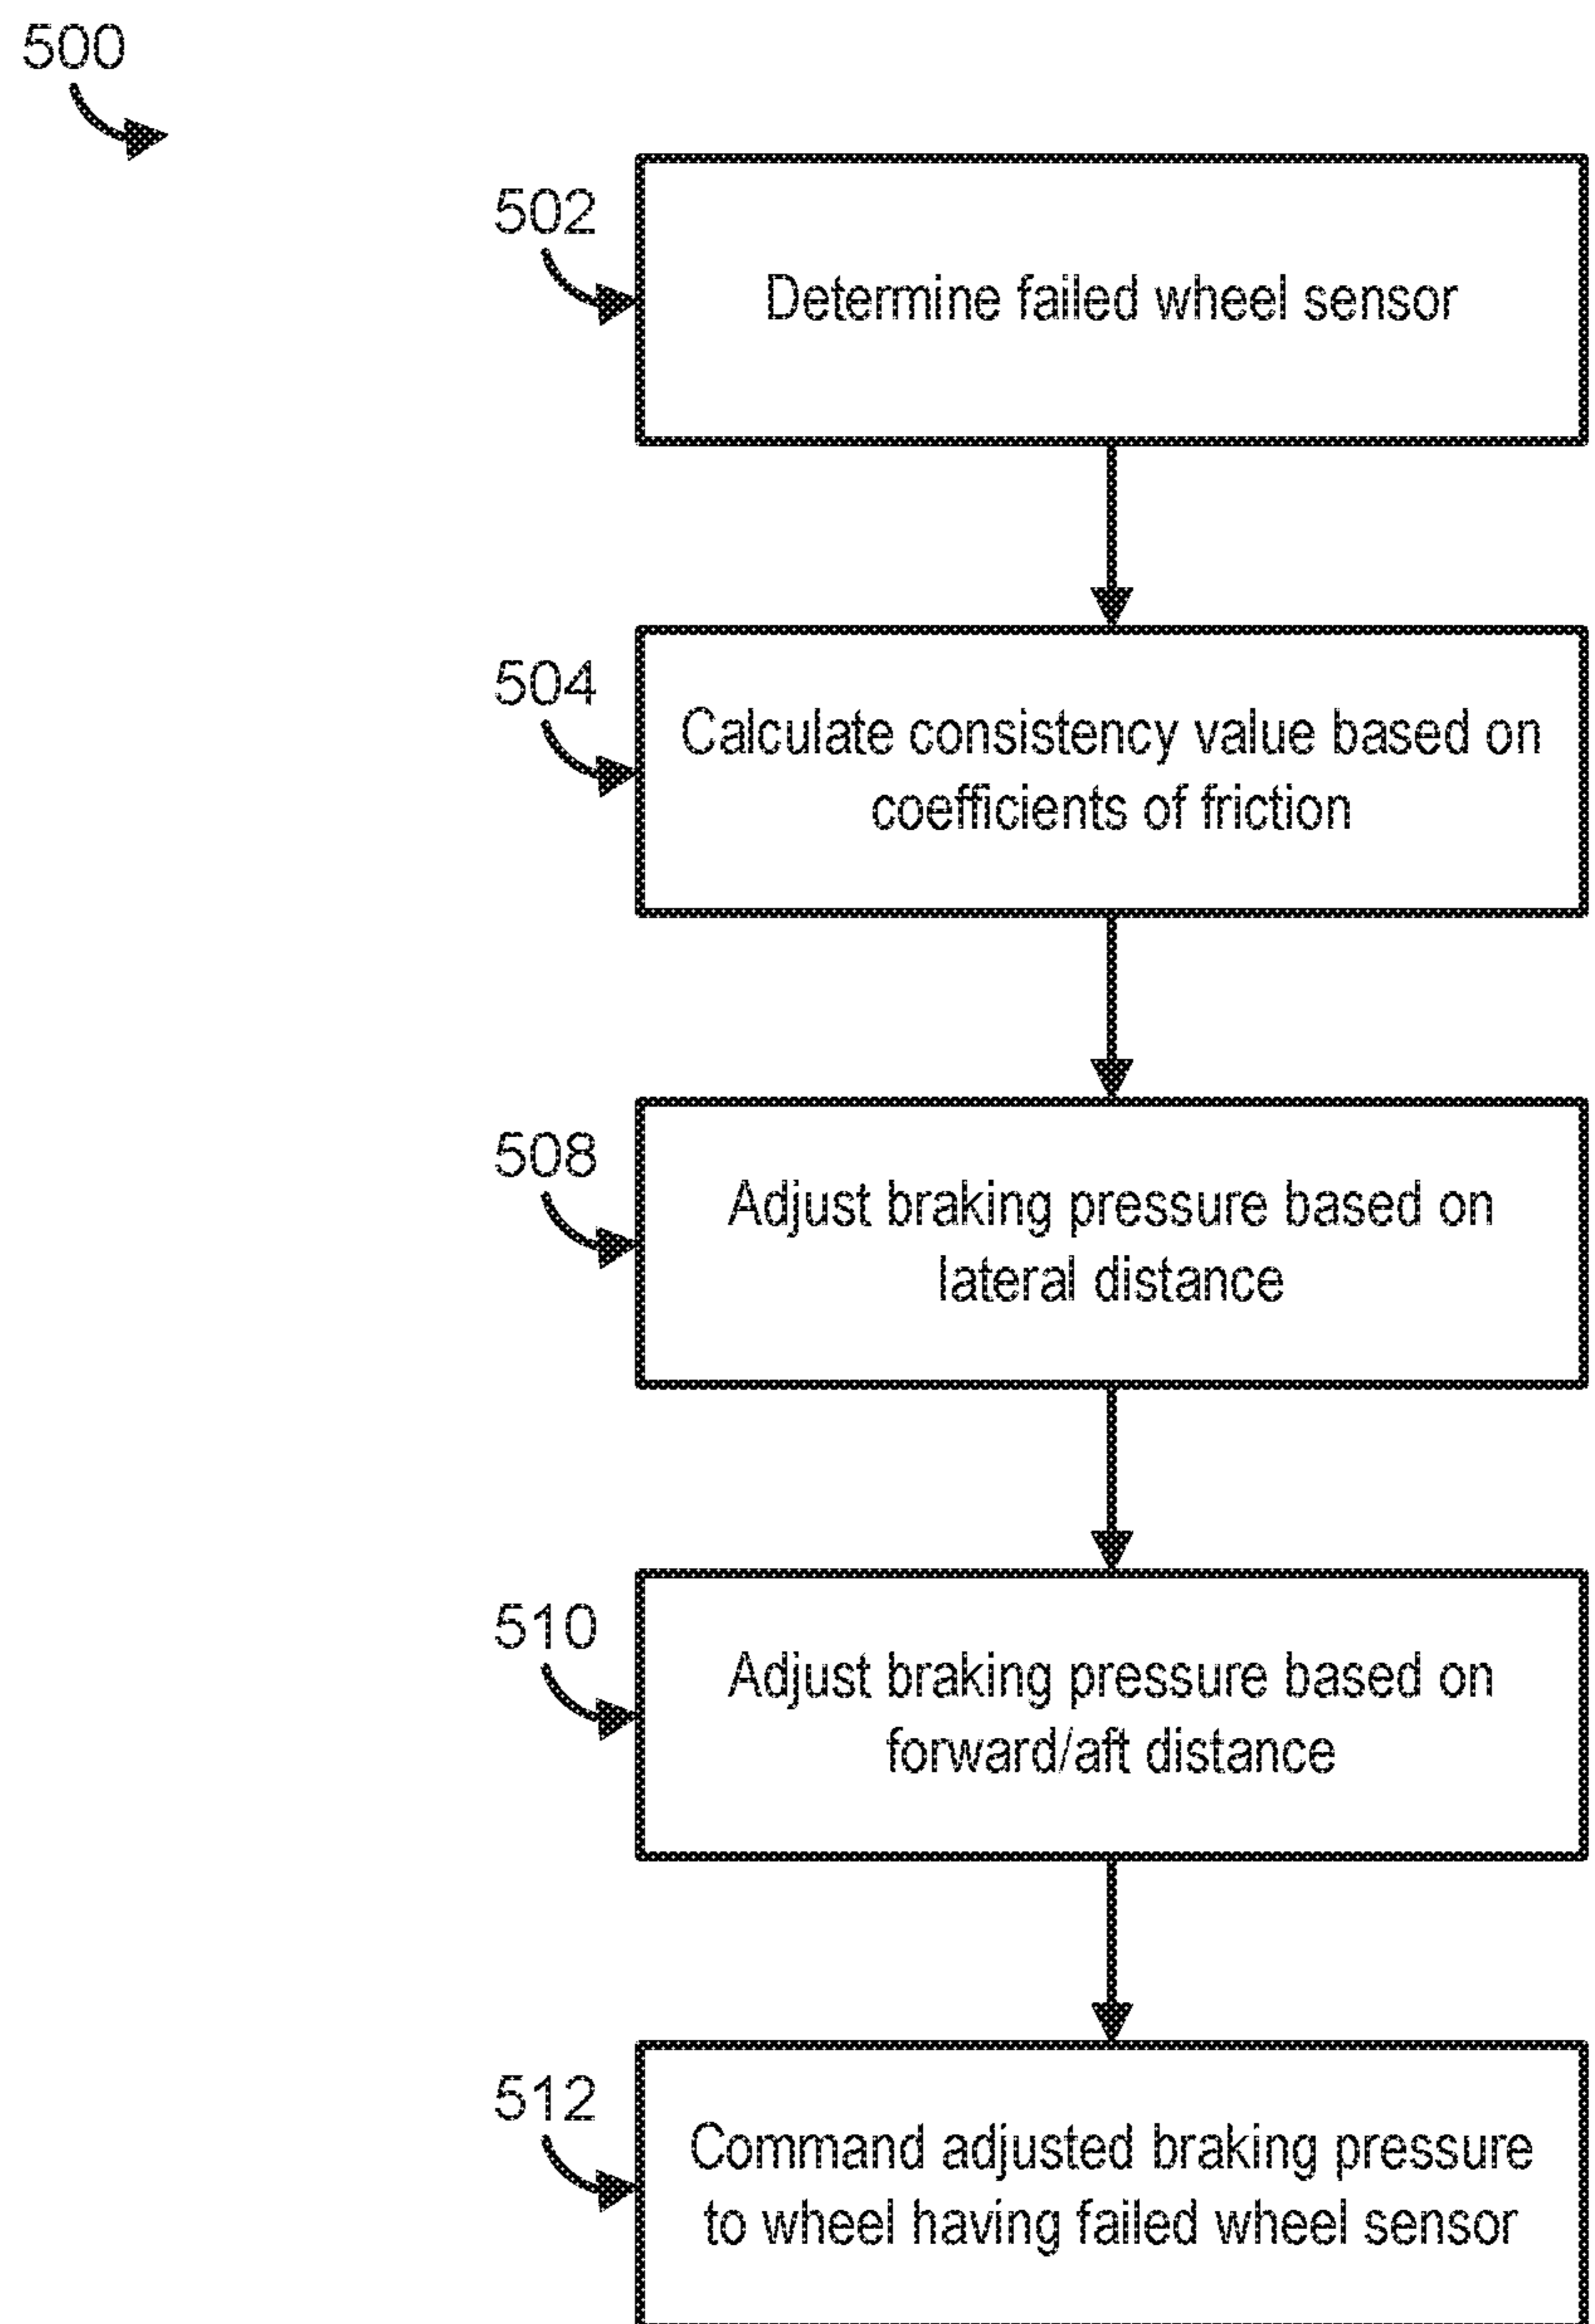 500
502
Determine failed wheel sensor
504
Calculate consistency value based on
coefficients of friction
508
Adjust braking pressure based on
lateral distance
510
Adjust braking pressure based on
forward/aft distance
512
Command adjusted braking pressure
to wheel having failed wheel sensor